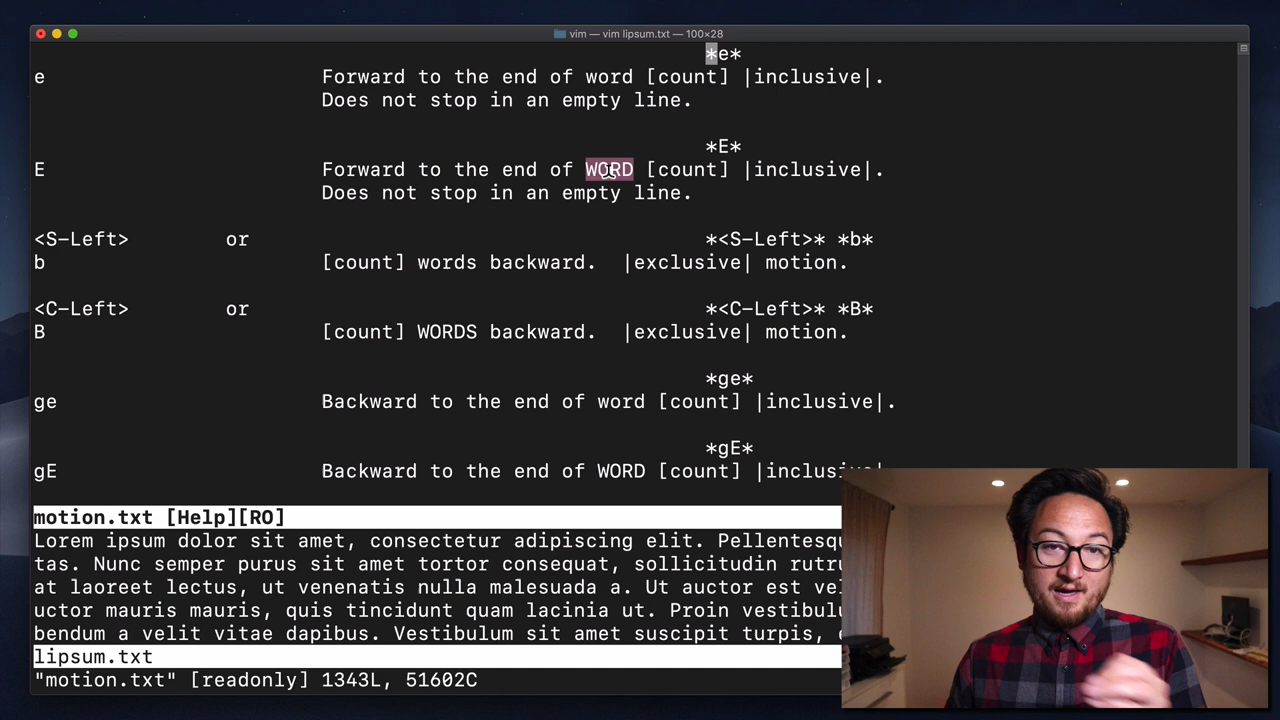 vim — vim lipsum.txt — 100×28
*e*
e Forward to the end of word [count] |inclusive|.
Does not stop in an empty line.
*E*
E Forward to the end of WORD [count] |inclusive|.
Does not stop in an empty line.
<S-Left> or *<S-Left>* *b*
b [count] words backward. |exclusive| motion.
<C-Left> or *<C-Left>* *B*
B [count] WORDS backward. |exclusive| motion.
*ge*
ge Backward to the end of word [count] |inclusive|.
*gE*
gE Backward to the end of WORD [count] |inclusive|.
motion.txt [Help][RO]
Lorem ipsum dolor sit amet, consectetur adipiscing elit.
tas. Nunc semper purus sit amet tortor consequat, sollicitudin
at laoreet lectus, ut venenatis nulla malesuada a. Ut auctor est
uctor mauris mauris, quis tincidunt quam lacinia ut. Proin
bendum a velit vitae dapibus. Vestibulum sit amet suscipit turpis,
lipsum.txt
"motion.txt" [readonly] 1343L, 51602C